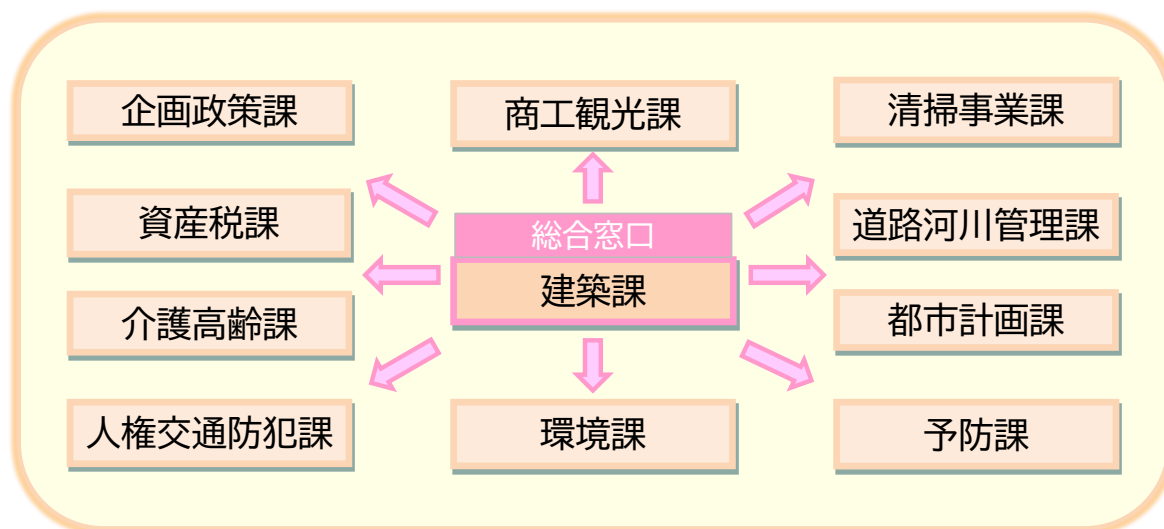 企画政策課
商工観光課
清掃事業課
資産税課
総合窓口
建築課
道路河川管理課
介護高齢課
都市計画課
人権交通防犯課
環境課
予防課